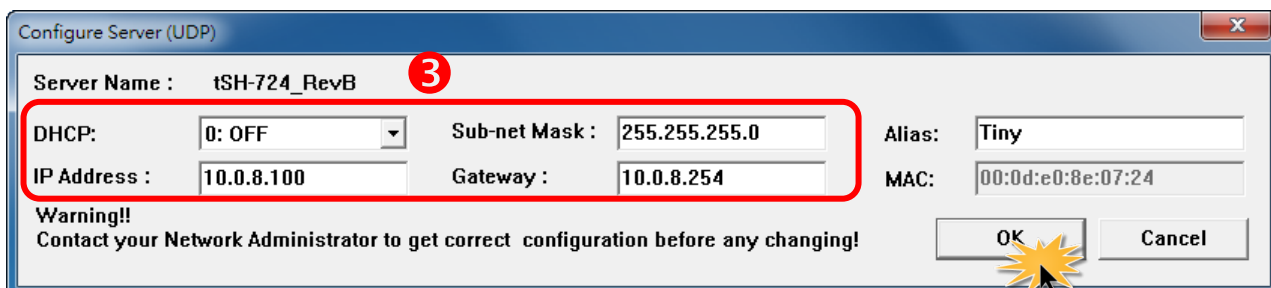 Configure Server (UDP)
x
Server Name : tSH-724_RevB
3
DHCP: 0: OFF Sub-net Mask : 255.255.255.0 Alias: Tiny
IP Address : 10.0.8.100 Gateway : 10.0.8.254 MAC: 00:0d:e0:8e:07:24
Warning!!
Contact your Network Administrator to get correct configuration before any changing!
OK Cancel